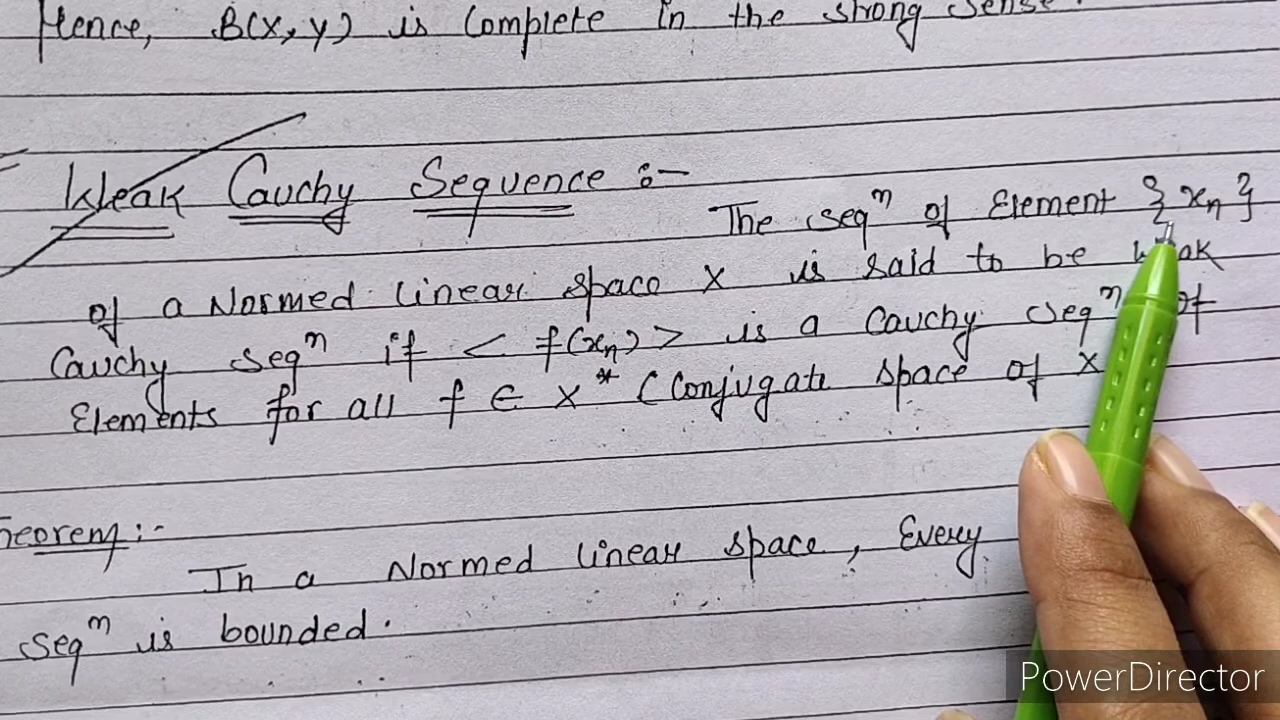 Hence, B(X, Y) is Complete in the strong sense.
Weak Cauchy Sequence :-
The seqⁿ of Element {xₙ}
of a Normed linear space X is said to be
Cauchy seqⁿ if < f(xₙ) > is a Cauchy seqⁿ of
Elements for all f ∈ X* (Conjugate space of X
Theorem :-
In a Normed linear space, Every
seqⁿ is bounded.
PowerDirector